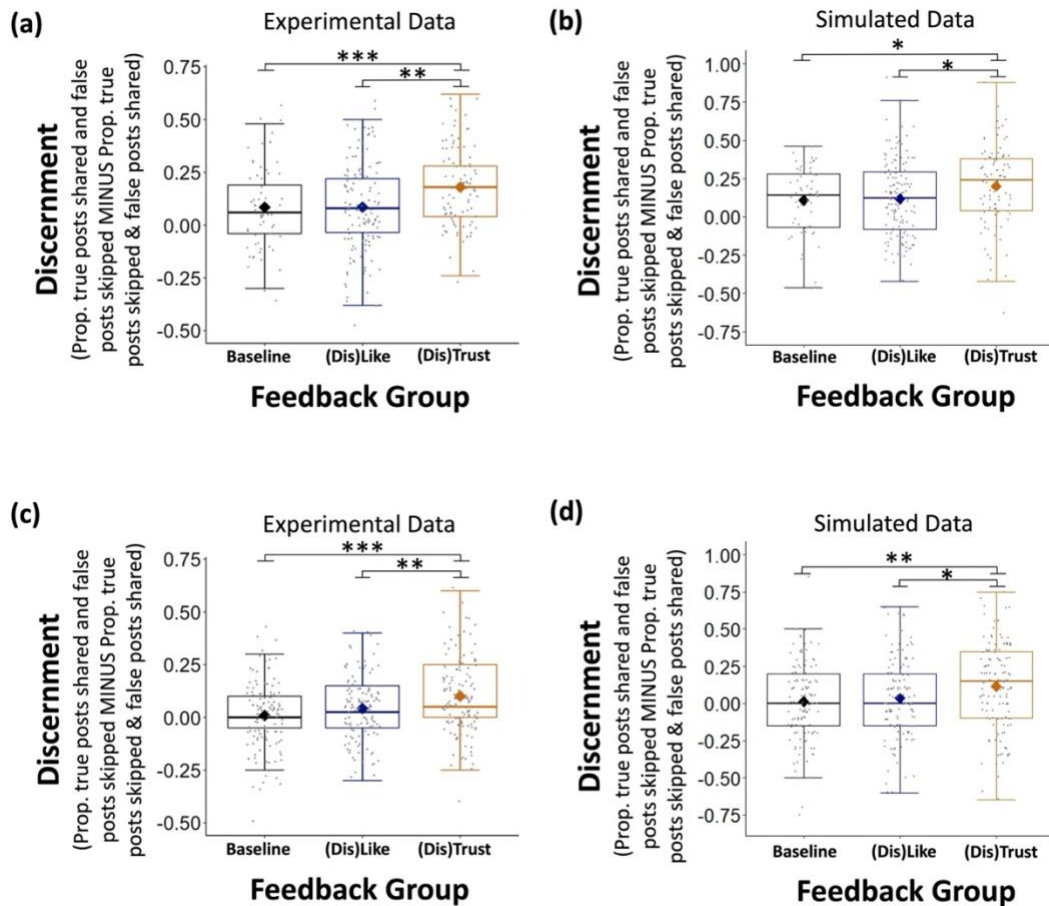 (a)
Experimental Data
Discernment
(Prop. true posts shared and false
posts skipped MINUS Prop. true
posts skipped & false posts shared)
***
**
0.75
0.50
0.25
0.00
-0.25
-0.50
Baseline (Dis)Like (Dis)Trust
Feedback Group
(b)
Simulated Data
Discernment
(Prop. true posts shared and false
posts skipped MINUS Prop. true
posts skipped & false posts shared)
*
*
1.00
0.75
0.50
0.25
0.00
-0.25
-0.50
-0.75
Baseline (Dis)Like (Dis)Trust
Feedback Group
(c)
Experimental Data
Discernment
(Prop. true posts shared and false
posts skipped MINUS Prop. true
posts skipped & false posts shared)
***
**
0.75
0.50
0.25
0.00
-0.25
-0.50
Baseline (Dis)Like (Dis)Trust
Feedback Group
(d)
Simulated Data
Discernment
(Prop. true posts shared and false
posts skipped MINUS Prop. true
posts skipped & false posts shared)
**
*
1.00
0.75
0.50
0.25
0.00
-0.25
-0.50
-0.75
Baseline (Dis)Like (Dis)Trust
Feedback Group